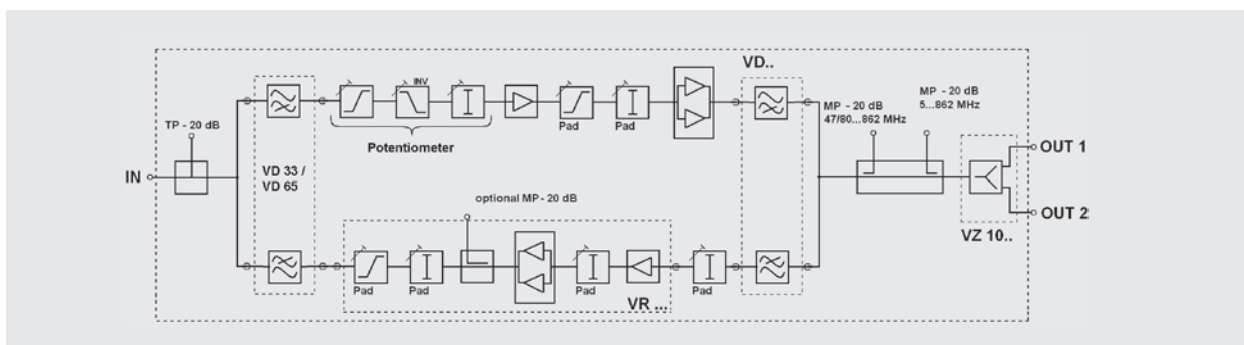 TP - 20 dB
INV
VD..
MP - 20 dB
47/80...862 MHz
MP - 20 dB
5...862 MHz
Pad
Pad
Potentiometer
IN
VD 33 /
VD 65
OUT 1
optional MP - 20 dB
OUT 2
VZ 10..
Pad
Pad
Pad
Pad
VR ...